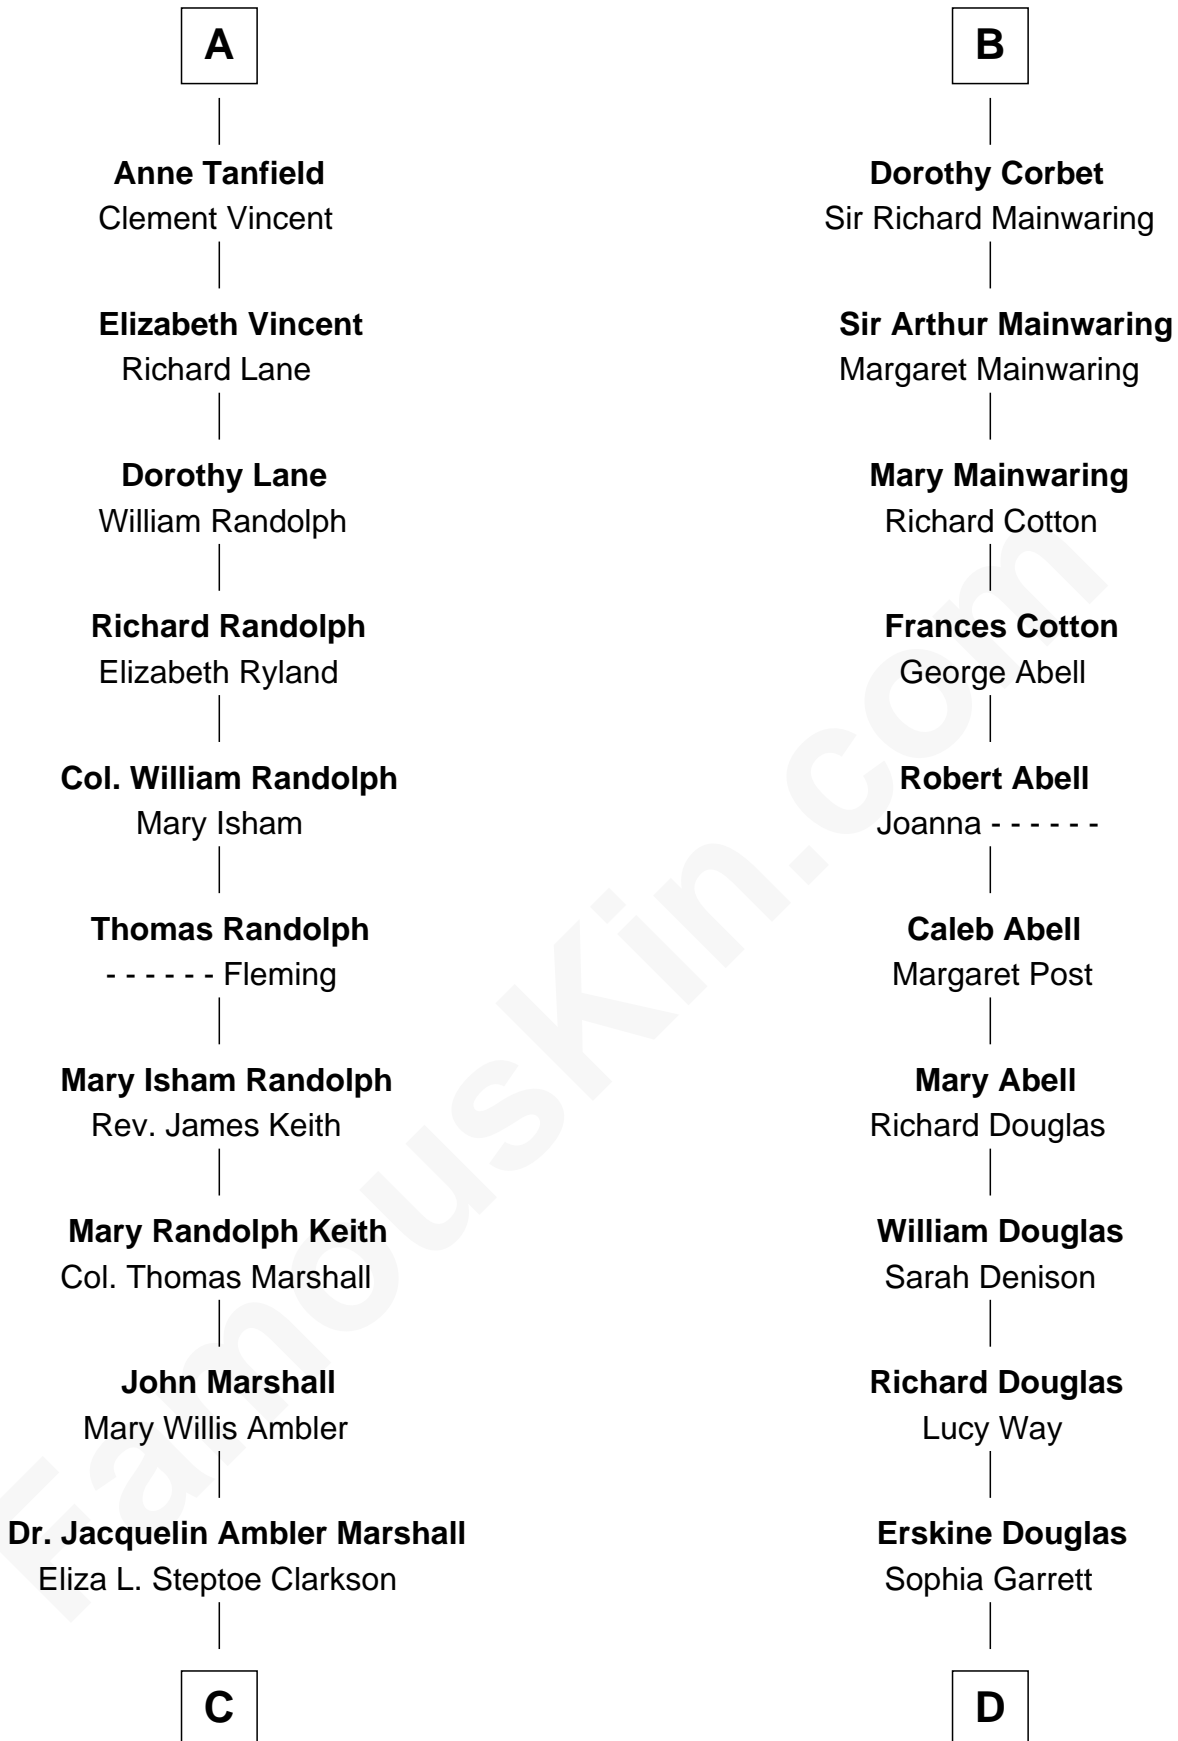 A
Anne Tanfield
Clement Vincent
Elizabeth Vincent
Richard Lane
Dorothy Lane
William Randolph
Richard Randolph
Elizabeth Ryland
Col. William Randolph
Mary Isham
Thomas Randolph
- - - - - - Fleming
Mary Isham Randolph
Rev. James Keith
Mary Randolph Keith
Col. Thomas Marshall
John Marshall
Mary Willis Ambler
Dr. Jacquelin Ambler Marshall
Eliza L. Steptoe Clarkson
C
B
Dorothy Corbet
Sir Richard Mainwaring
Sir Arthur Mainwaring
Margaret Mainwaring
Mary Mainwaring
Richard Cotton
Frances Cotton
George Abell
Robert Abell
Joanna - - - - - -
Caleb Abell
Margaret Post
Mary Abell
Richard Douglas
William Douglas
Sarah Denison
Richard Douglas
Lucy Way
Erskine Douglas
Sophia Garrett
D
FamousKin.com